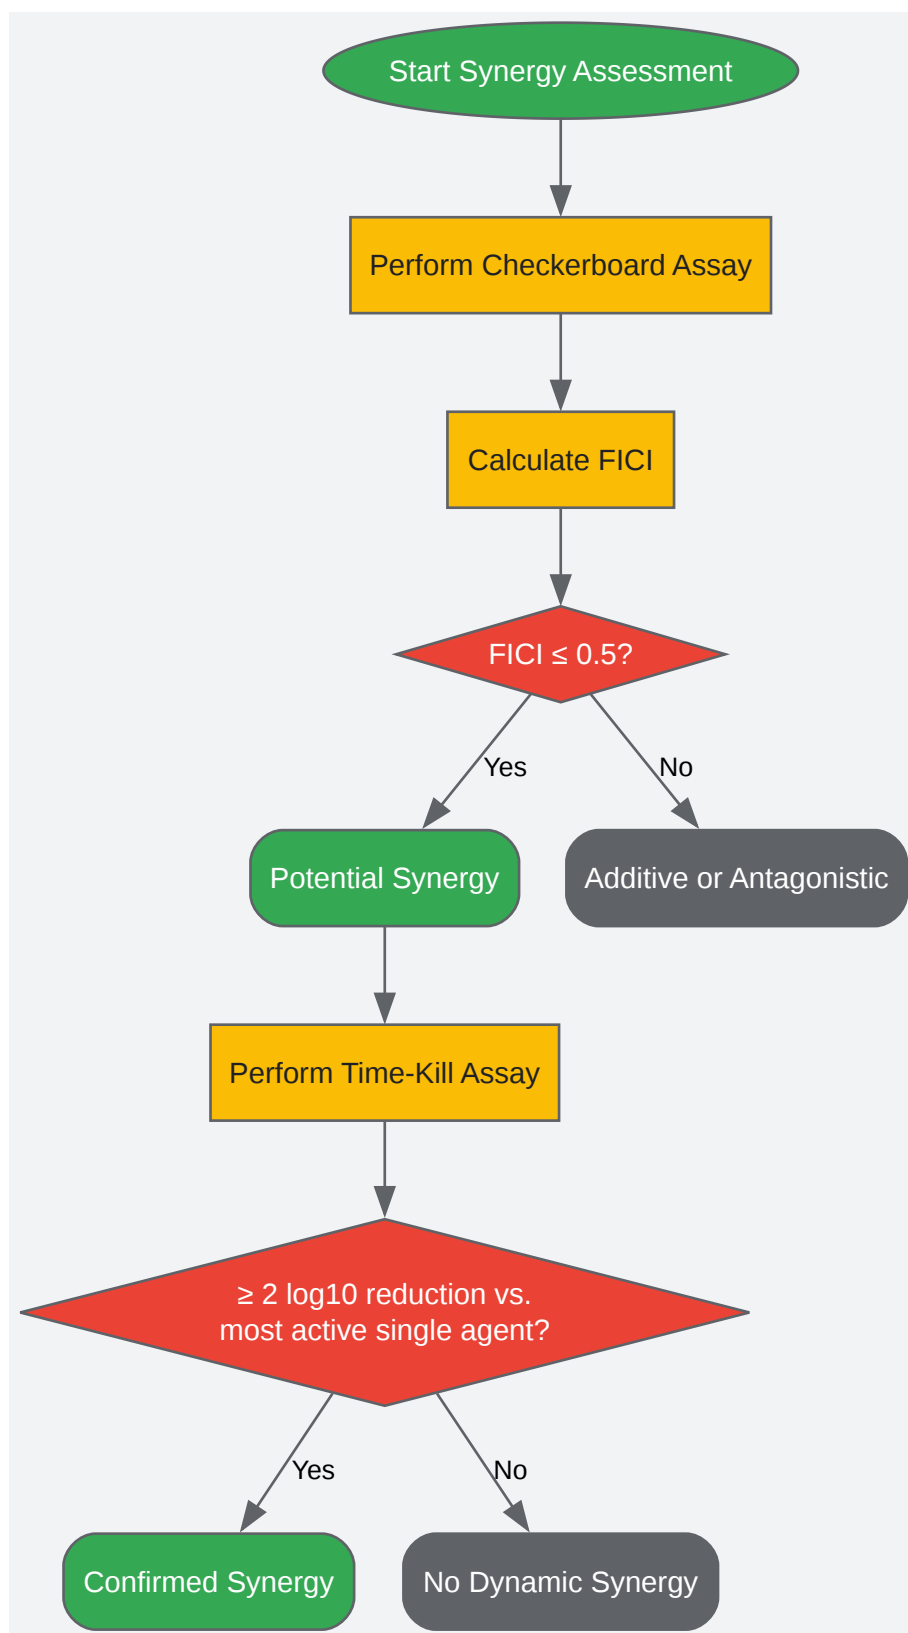 Start Synergy Assessment
Perform Checkerboard Assay
Calculate FICI
FICI ≤ 0.5?
Yes
No
Potential Synergy
Additive or Antagonistic
Perform Time-Kill Assay
≥ 2 log10 reduction vs.
most active single agent?
Yes
No
Confirmed Synergy
No Dynamic Synergy